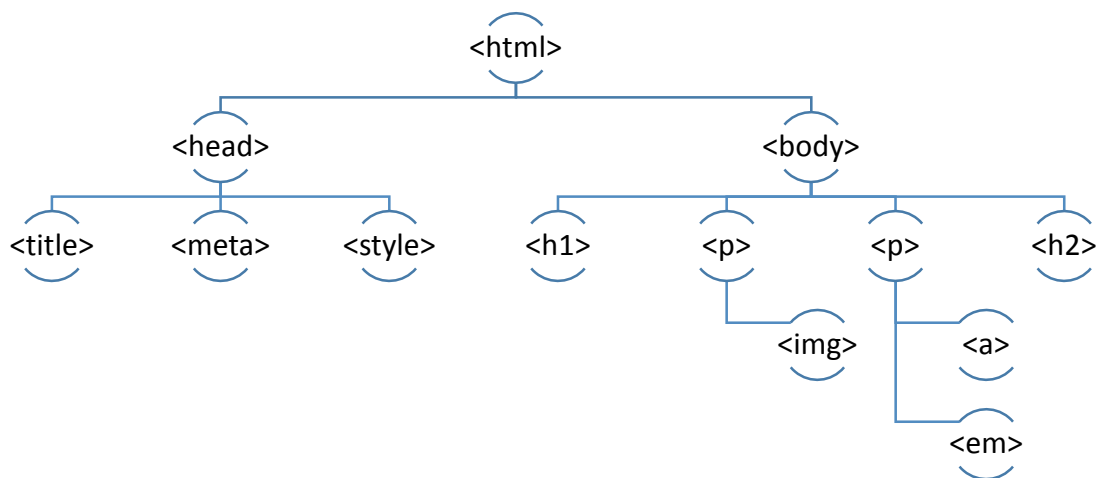 <html>
<head>
<body>
<title>
<meta>
<style>
<h1>
<p>
<p>
<h2>
<img>
<a>
<em>